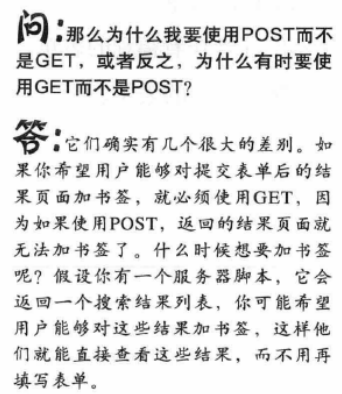 问：那么为什么我要使用POST而不
是GET，或者反之，为什么有时要使
用GET而不是POST？
答：它们确实有几个很大的差别。如
果你希望用户能够对提交表单后的结
果页面加书签，就必须使用GET，因
为如果使用POST，返回的结果页面就
无法加书签了。什么时候想要加书签
呢？假设你有一个服务器脚本，它会
返回一个搜索结果列表，你可能希望
用户能够对这些结果加书签，这样他
们就能直接查看这些结果，而不用再
填写表单。